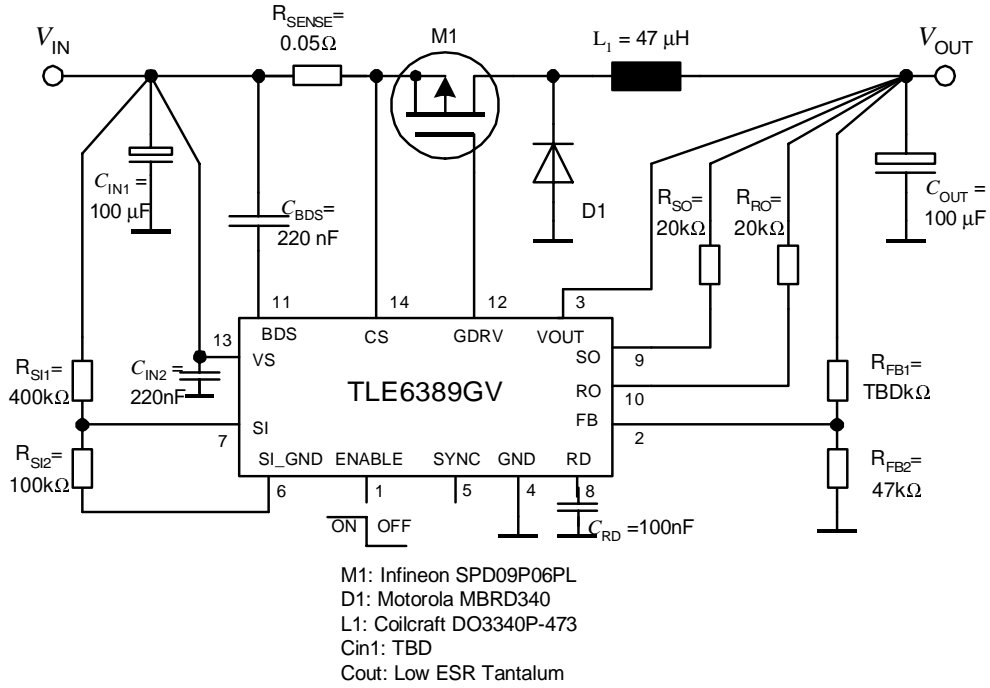 R_SENSE=
0.05Ω
M1
V_IN
L_1 = 47 μH
V_OUT
C_IN1 =
100 μF
C_BDS=
220 nF
D1
R_SO=
20kΩ
R_RO=
20kΩ
C_OUT =
100 μF
11
14
12
3
BDS
CS
GDRV
VOUT
13
VS
SO
9
R_SI1=
400kΩ
C_IN2 =
220nF
TLE6389GV
RO
10
R_FB1=
TBDkΩ
7
SI
FB
2
R_SI2=
100kΩ
SI_GND
ENABLE
SYNC
GND
RD
R_FB2=
47kΩ
6
1
5
4
8
ON
OFF
C_RD =100nF
M1: Infineon SPD09P06PL
D1: Motorola MBRD340
L1: Coilcraft DO3340P-473
Cin1: TBD
Cout: Low ESR Tantalum